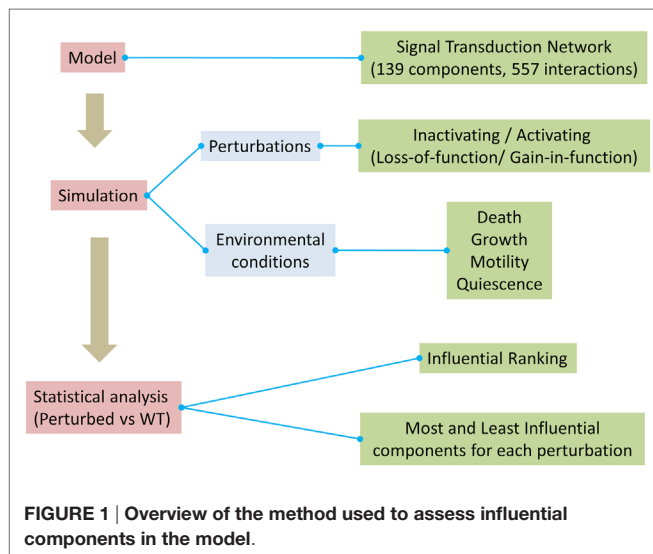 Model
Signal Transduction Network
(139 components, 557 interactions)
Perturbations
Inactivating / Activating
(Loss-of-function/ Gain-in-function)
Simulation
Environmental
conditions
Death
Growth
Motility
Quiescence
Influential Ranking
Statistical analysis
(Perturbed vs WT)
Most and Least Influential
components for each perturbation
FIGURE 1 | Overview of the method used to assess influential
components in the model.